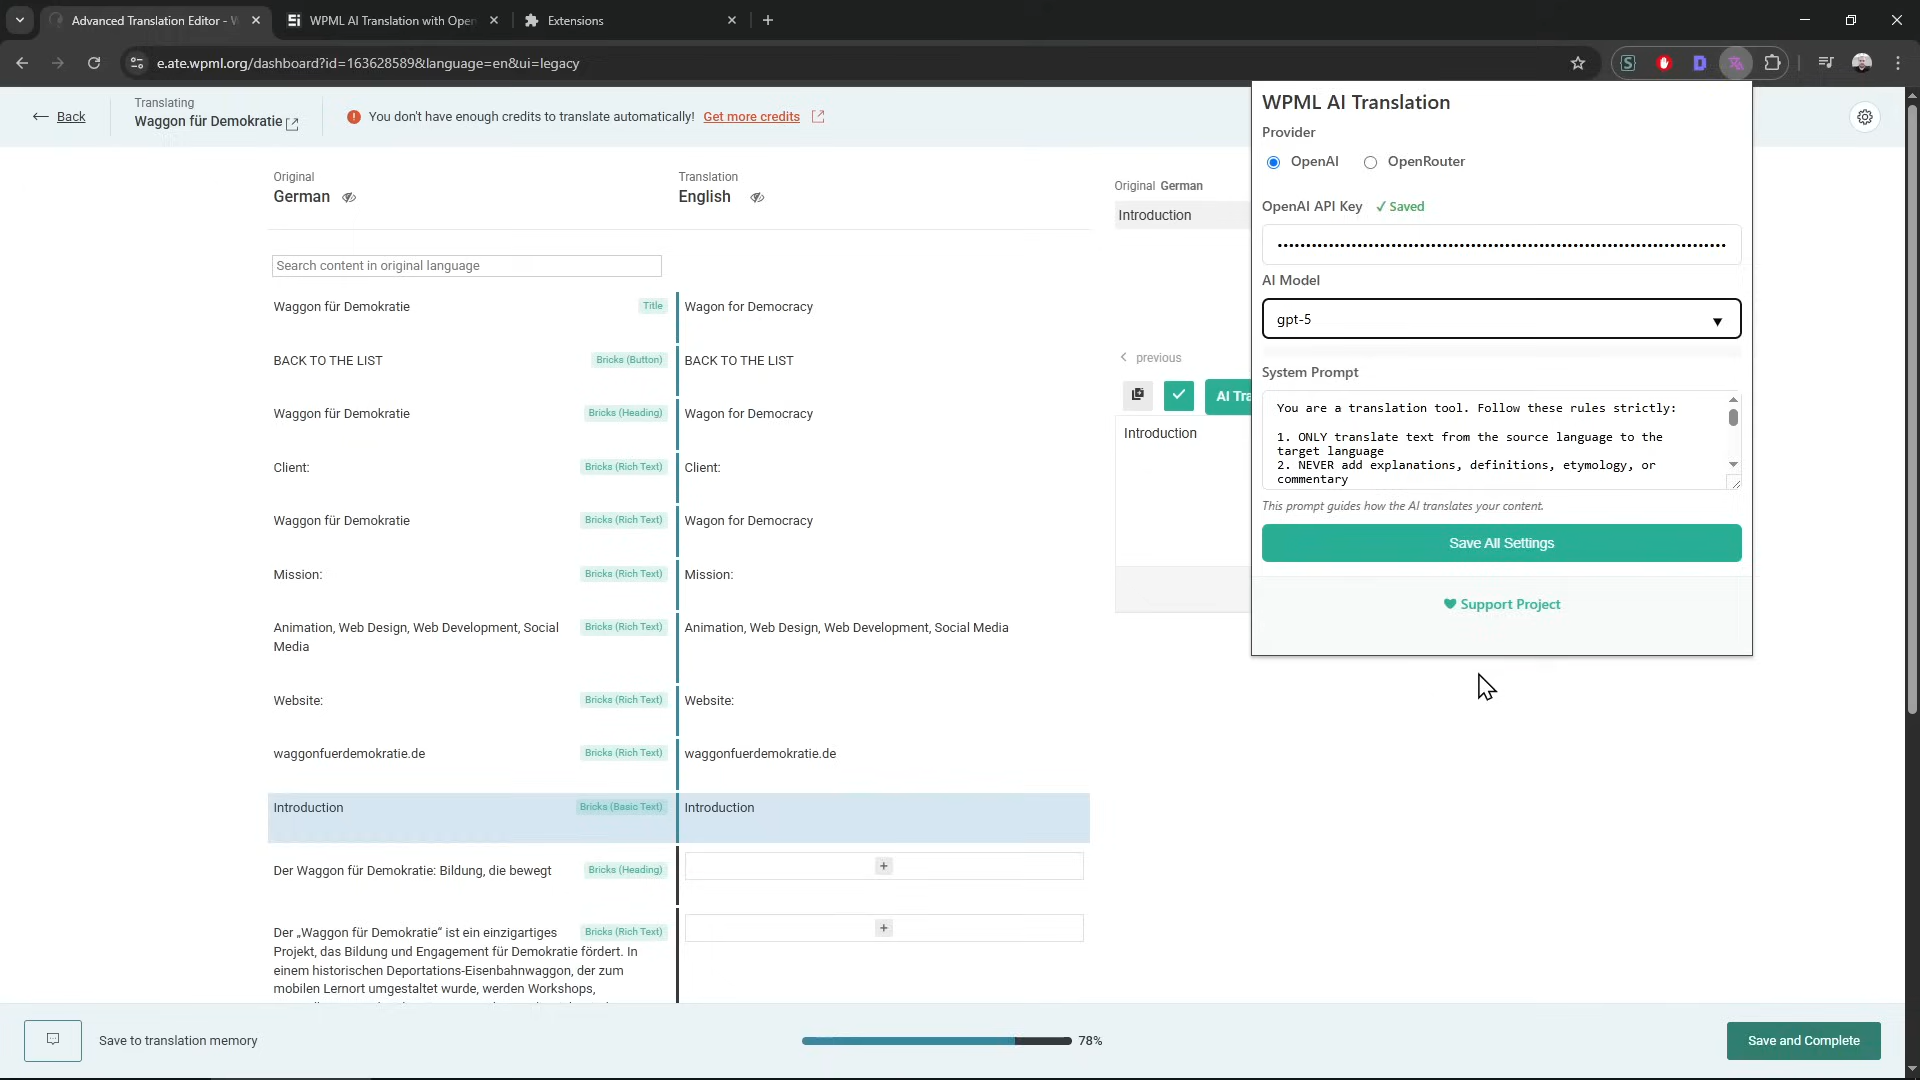 Advanced Translation Editor - W
WPML AI Translation with Open
Extensions
e.ate.wpml.org/dashboard?id=163628589&language=en&ui=legacy
Back
Translating
Waggon für Demokratie
You don't have enough credits to translate automatically! Get more credits
Original
German
Translation
English
Search content in original language
Waggon für Demokratie Title Wagon for Democracy
BACK TO THE LIST Bricks (Button) BACK TO THE LIST
Waggon für Demokratie Bricks (Heading) Wagon for Democracy
Client: Bricks (Rich Text) Client:
Waggon für Demokratie Bricks (Rich Text) Wagon for Democracy
Mission: Bricks (Rich Text) Mission:
Animation, Web Design, Web Development, Social Bricks (Rich Text) Animation, Web Design, Web Development, Social Media
Media
Website: Bricks (Rich Text) Website:
waggonfuerdemokratie.de Bricks (Rich Text) waggonfuerdemokratie.de
Introduction Bricks (Basic Text) Introduction
Der Waggon für Demokratie: Bildung, die bewegt Bricks (Heading) +
Der „Waggon für Demokratie“ ist ein einzigartiges Bricks (Rich Text) +
Projekt, das Bildung und Engagement für Demokratie fördert. In
einem historischen Deportations-Eisenbahnwaggon, der zum
mobilen Lernort umgestaltet wurde, werden Workshops,
Original German
Introduction
previous
AI Tra
Introduction
WPML AI Translation
Provider
OpenAI OpenRouter
OpenAI API Key ✓ Saved
AI Model
gpt-5
System Prompt
You are a translation tool. Follow these rules strictly:
1. ONLY translate text from the source language to the
target language
2. NEVER add explanations, definitions, etymology, or
commentary
This prompt guides how the AI translates your content.
Save All Settings
Support Project
Save to translation memory
78%
Save and Complete